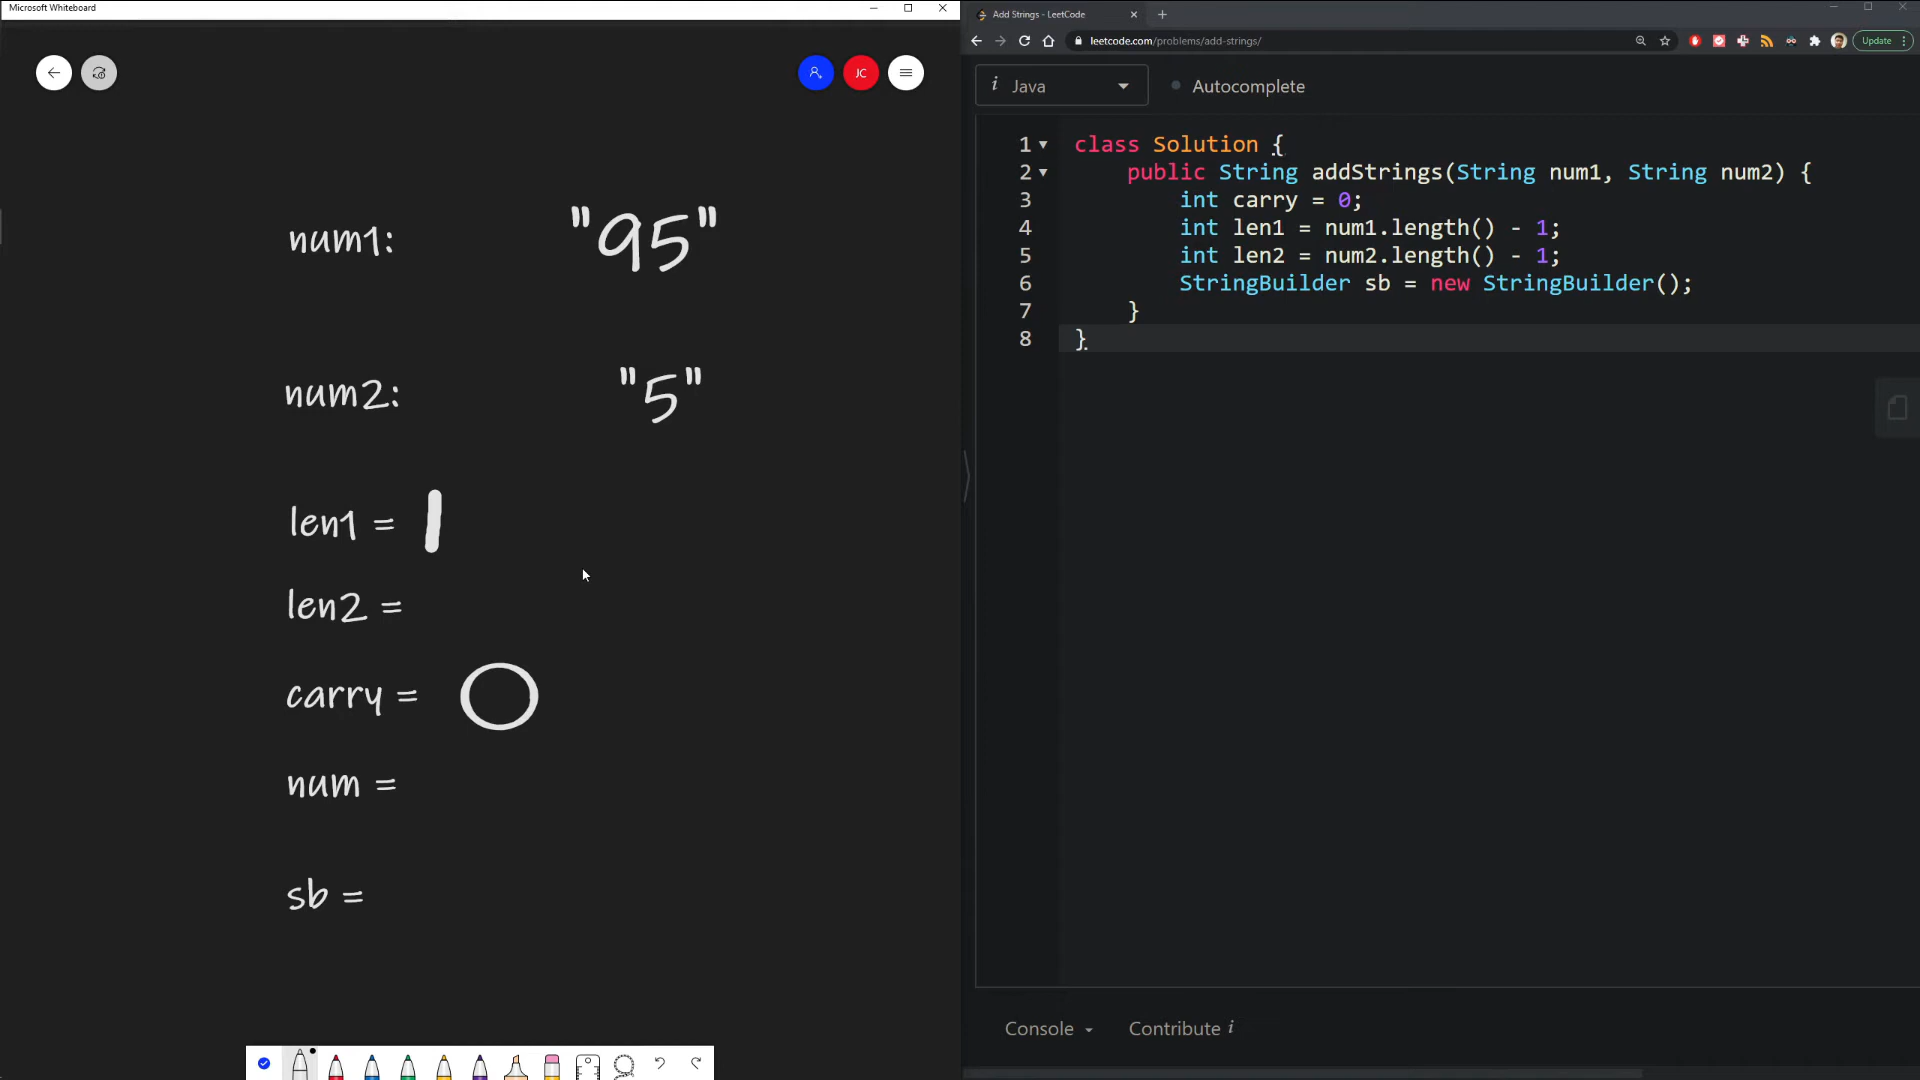 Microsoft Whiteboard
JC
num1: "95"
num2: "5"
len1 = 1
len2 =
carry = 0
num =
sb =
Add Strings - LeetCode
leetcode.com/problems/add-strings/
Update
i Java
Autocomplete
1 class Solution {
2 public String addStrings(String num1, String num2) {
3 int carry = 0;
4 int len1 = num1.length() - 1;
5 int len2 = num2.length() - 1;
6 StringBuilder sb = new StringBuilder();
7 }
8 }
Console
Contribute i